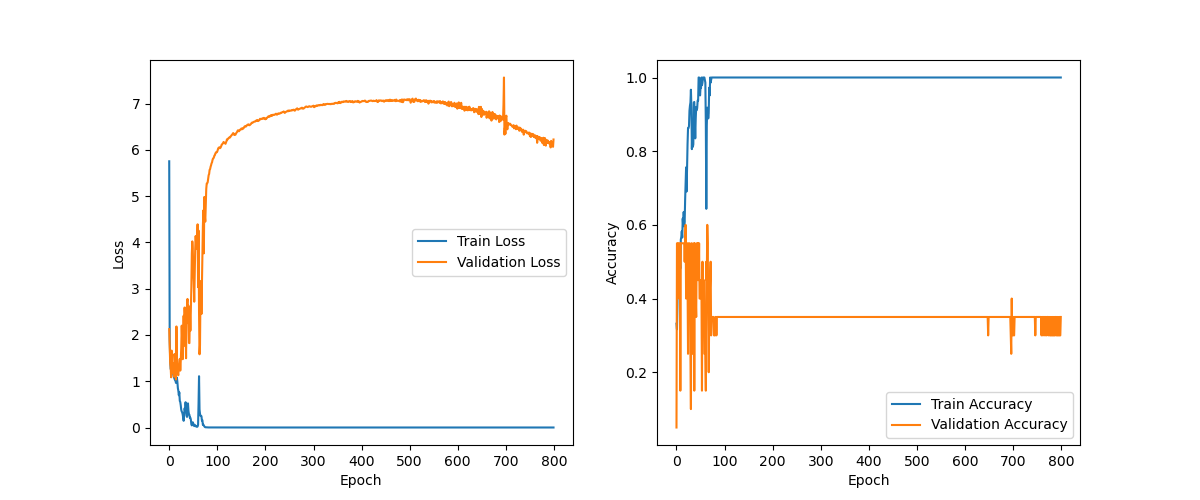 7
6
5
4
3
2
1
0
Loss
Train Loss
Validation Loss
0 100 200 300 400 500 600 700 800
Epoch
1.0
0.8
0.6
0.4
0.2
Accuracy
Train Accuracy
Validation Accuracy
0 100 200 300 400 500 600 700 800
Epoch